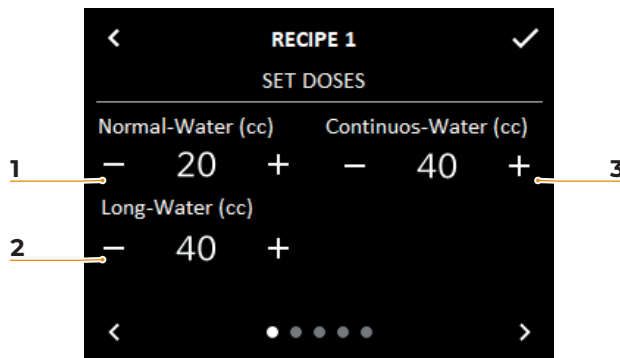 RECIPE 1
SET DOSES
Normal-Water (cc) Continuos-Water (cc)
1 − 20 + − 40 + 3
Long-Water (cc)
2 − 40 +